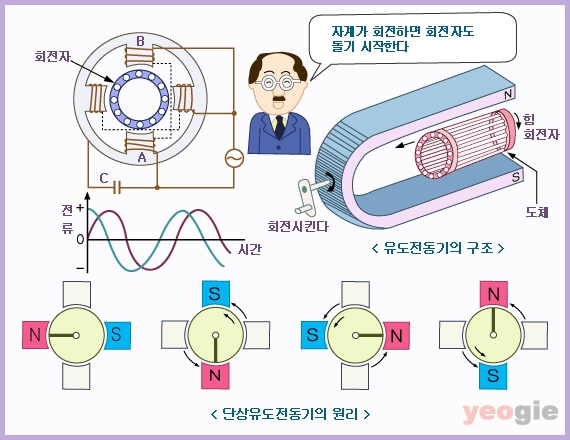 자계가 회전하면 회전자도
돌기 시작한다
회전자
B
A
C
N
힘
회전자
S
도체
회전시킨다
< 유도전동기의 구조 >
전류
+
0
−
시간
N
S
S
N
S
N
N
S
< 단상유도전동기의 원리 >
yeogie